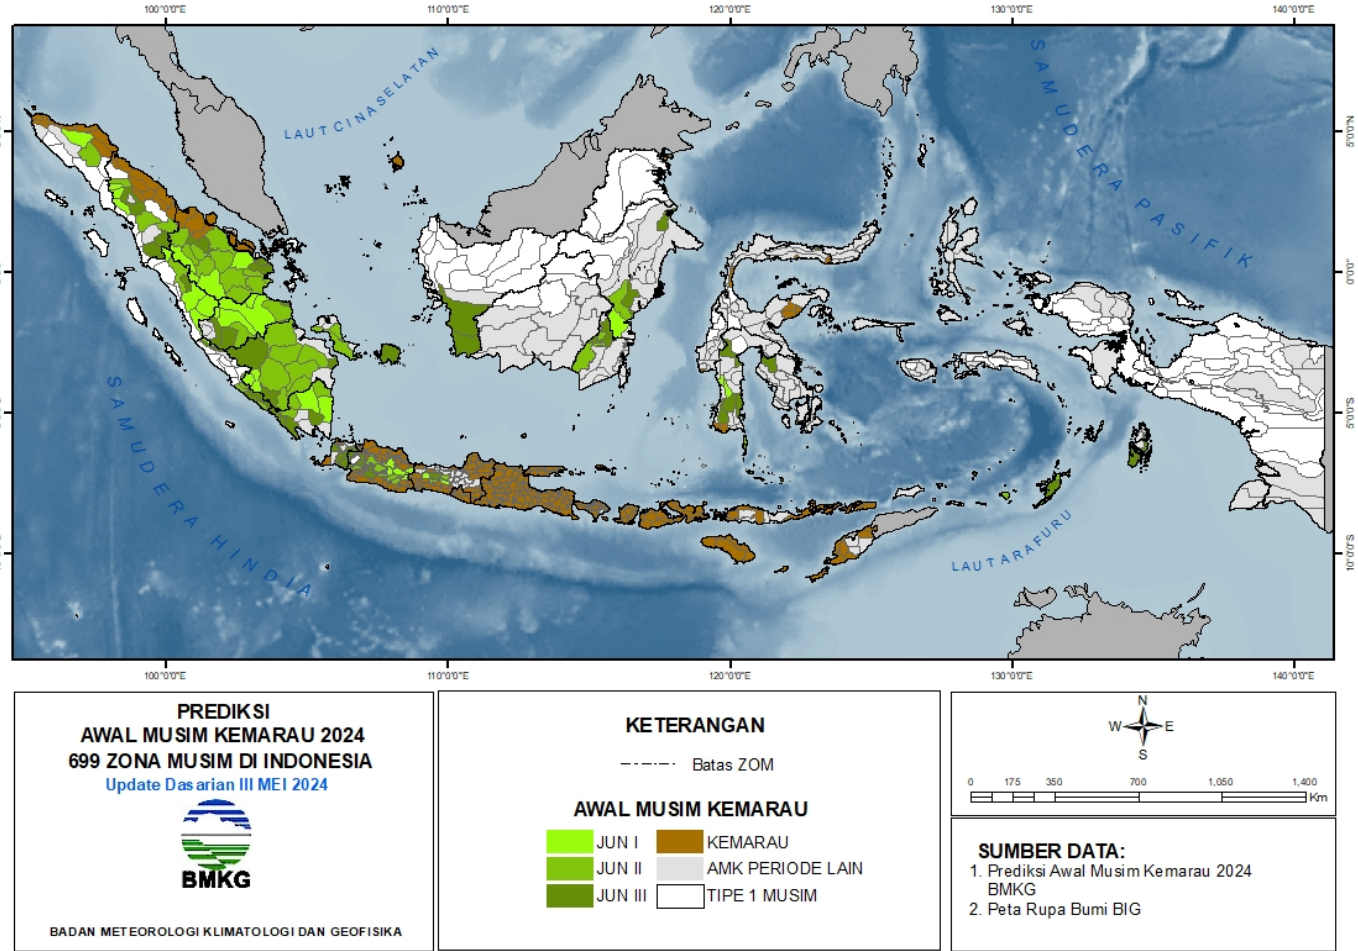 100°0'0"E 110°0'0"E 120°0'0"E 130°0'0"E 140°0'0"E
LAUT CINA SELATAN
SAMUDERA PASIFIK
5°0'0"N
0°0'0"
5°0'0"S
10°0'0"S
SAMUDERA HINDIA
LAUT ARAFURU
100°0'0"E 110°0'0"E 120°0'0"E 130°0'0"E 140°0'0"E
PREDIKSI
AWAL MUSIM KEMARAU 2024
699 ZONA MUSIM DI INDONESIA
Update Dasarian III MEI 2024
BMKG
BADAN METEOROLOGI KLIMATOLOGI DAN GEOFISIKA
KETERANGAN
Batas ZOM
AWAL MUSIM KEMARAU
JUN I KEMARAU
JUN II AMK PERIODE LAIN
JUN III TIPE 1 MUSIM
N
W E
S
0 175 350 700 1,050 1,400
Km
SUMBER DATA:
1. Prediksi Awal Musim Kemarau 2024
BMKG
2. Peta Rupa Bumi BIG